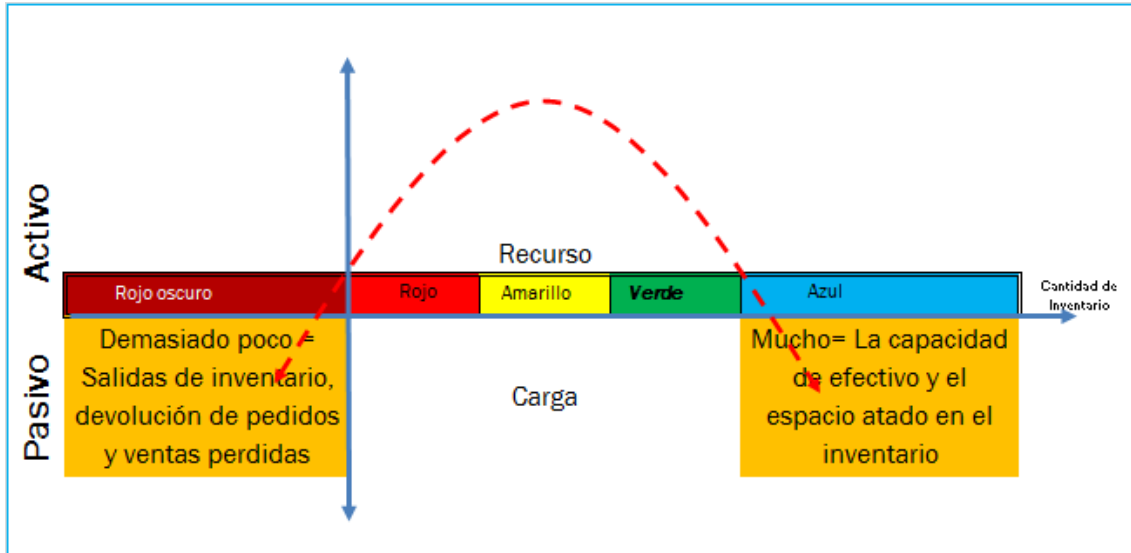 Activo
Recurso
Rojo oscuro
Rojo
Amarillo
Verde
Azul
Cantidad de
Inventario
Pasivo
Demasiado poco =
Salidas de inventario,
devolución de pedidos
y ventas perdidas
Carga
Mucho= La capacidad
de efectivo y el
espacio atado en el
inventario